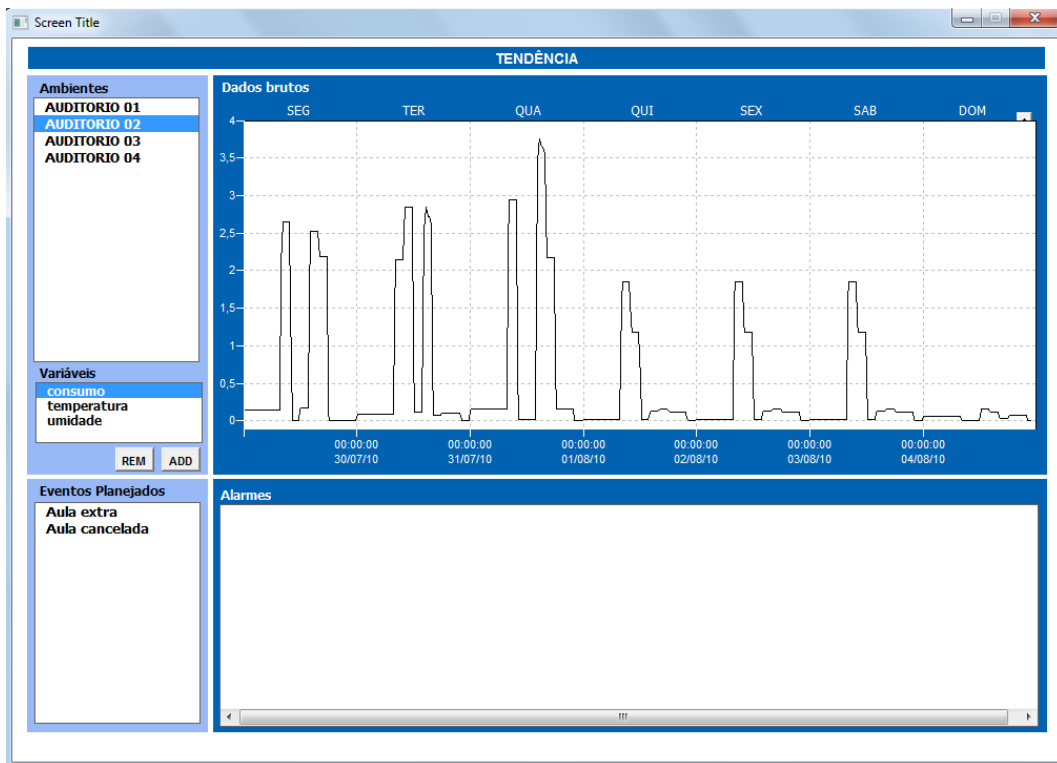 Screen Title
TENDÊNCIA
Ambientes
AUDITORIO 01
AUDITORIO 02
AUDITORIO 03
AUDITORIO 04
Variáveis
consumo
temperatura
umidade
REM ADD
Eventos Planejados
Aula extra
Aula cancelada
Dados brutos
SEG TER QUA QUI SEX SAB DOM
4
3,5
3
2,5
2
1,5
1
0,5
0
00:00:00 00:00:00 00:00:00 00:00:00 00:00:00 00:00:00
30/07/10 31/07/10 01/08/10 02/08/10 03/08/10 04/08/10
Alarmes